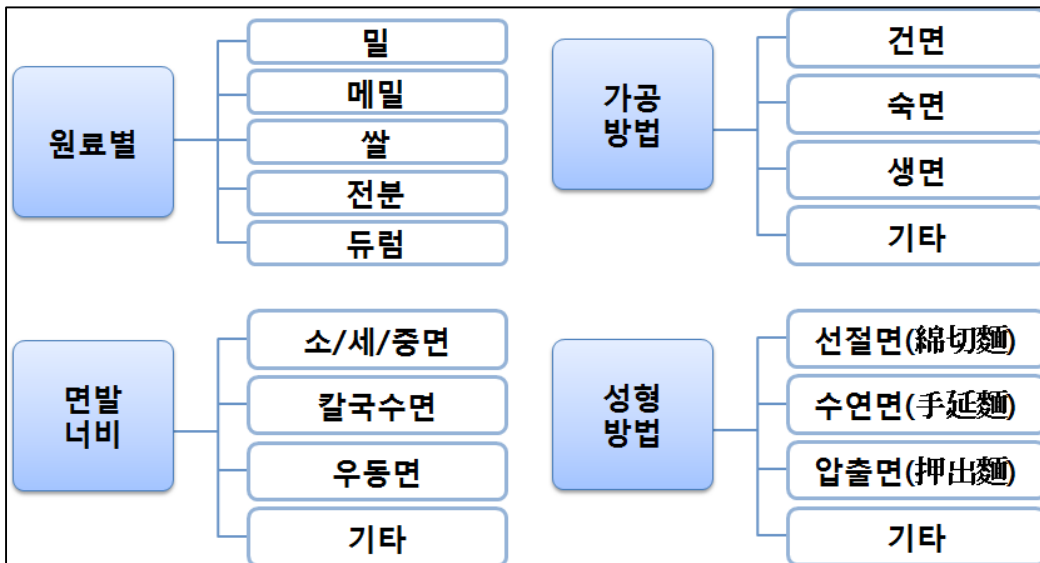 원료별
밀
메밀
쌀
전분
듀럼
가공
방법
건면
숙면
생면
기타
면발
너비
소/세/중면
칼국수면
우동면
기타
성형
방법
선절면(綿切麵)
수연면(手延麵)
압출면(押出麵)
기타